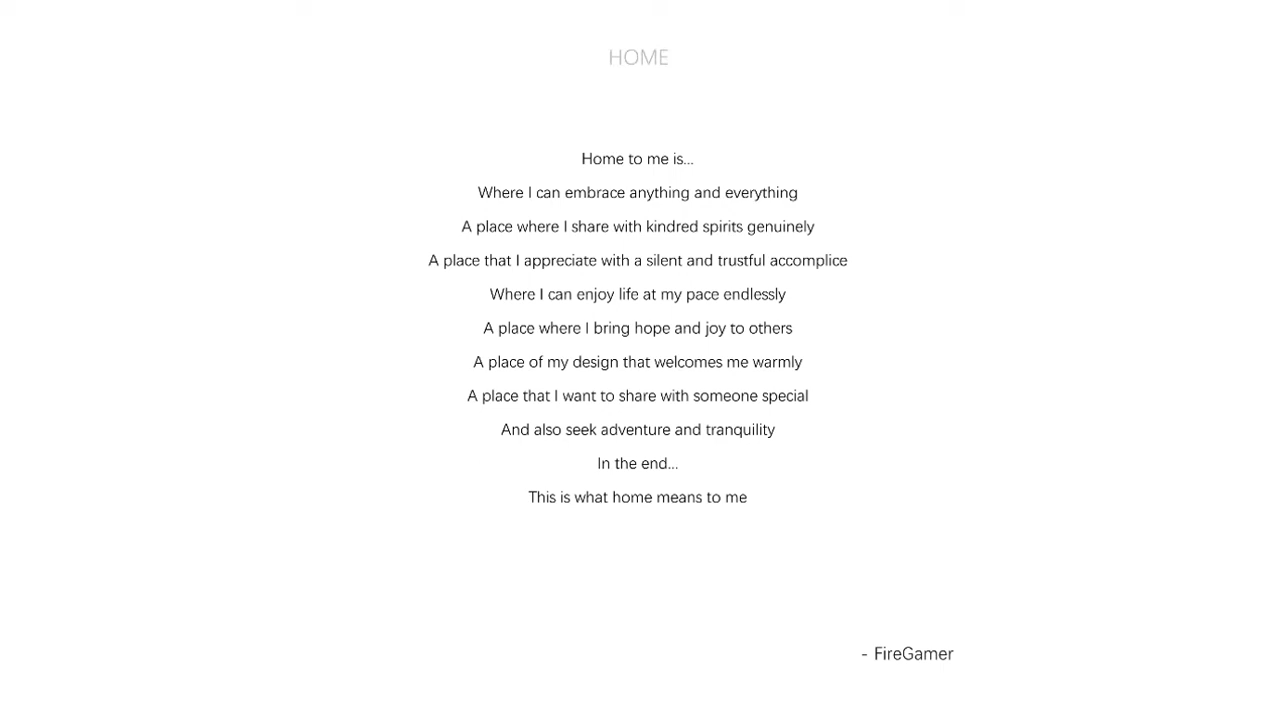 HOME
Home to me is...
Where I can embrace anything and everything
A place where I share with kindred spirits genuinely
A place that I appreciate with a silent and trustful accomplice
Where I can enjoy life at my pace endlessly
A place where I bring hope and joy to others
A place of my design that welcomes me warmly
A place that I want to share with someone special
And also seek adventure and tranquility
In the end...
This is what home means to me
- FireGamer